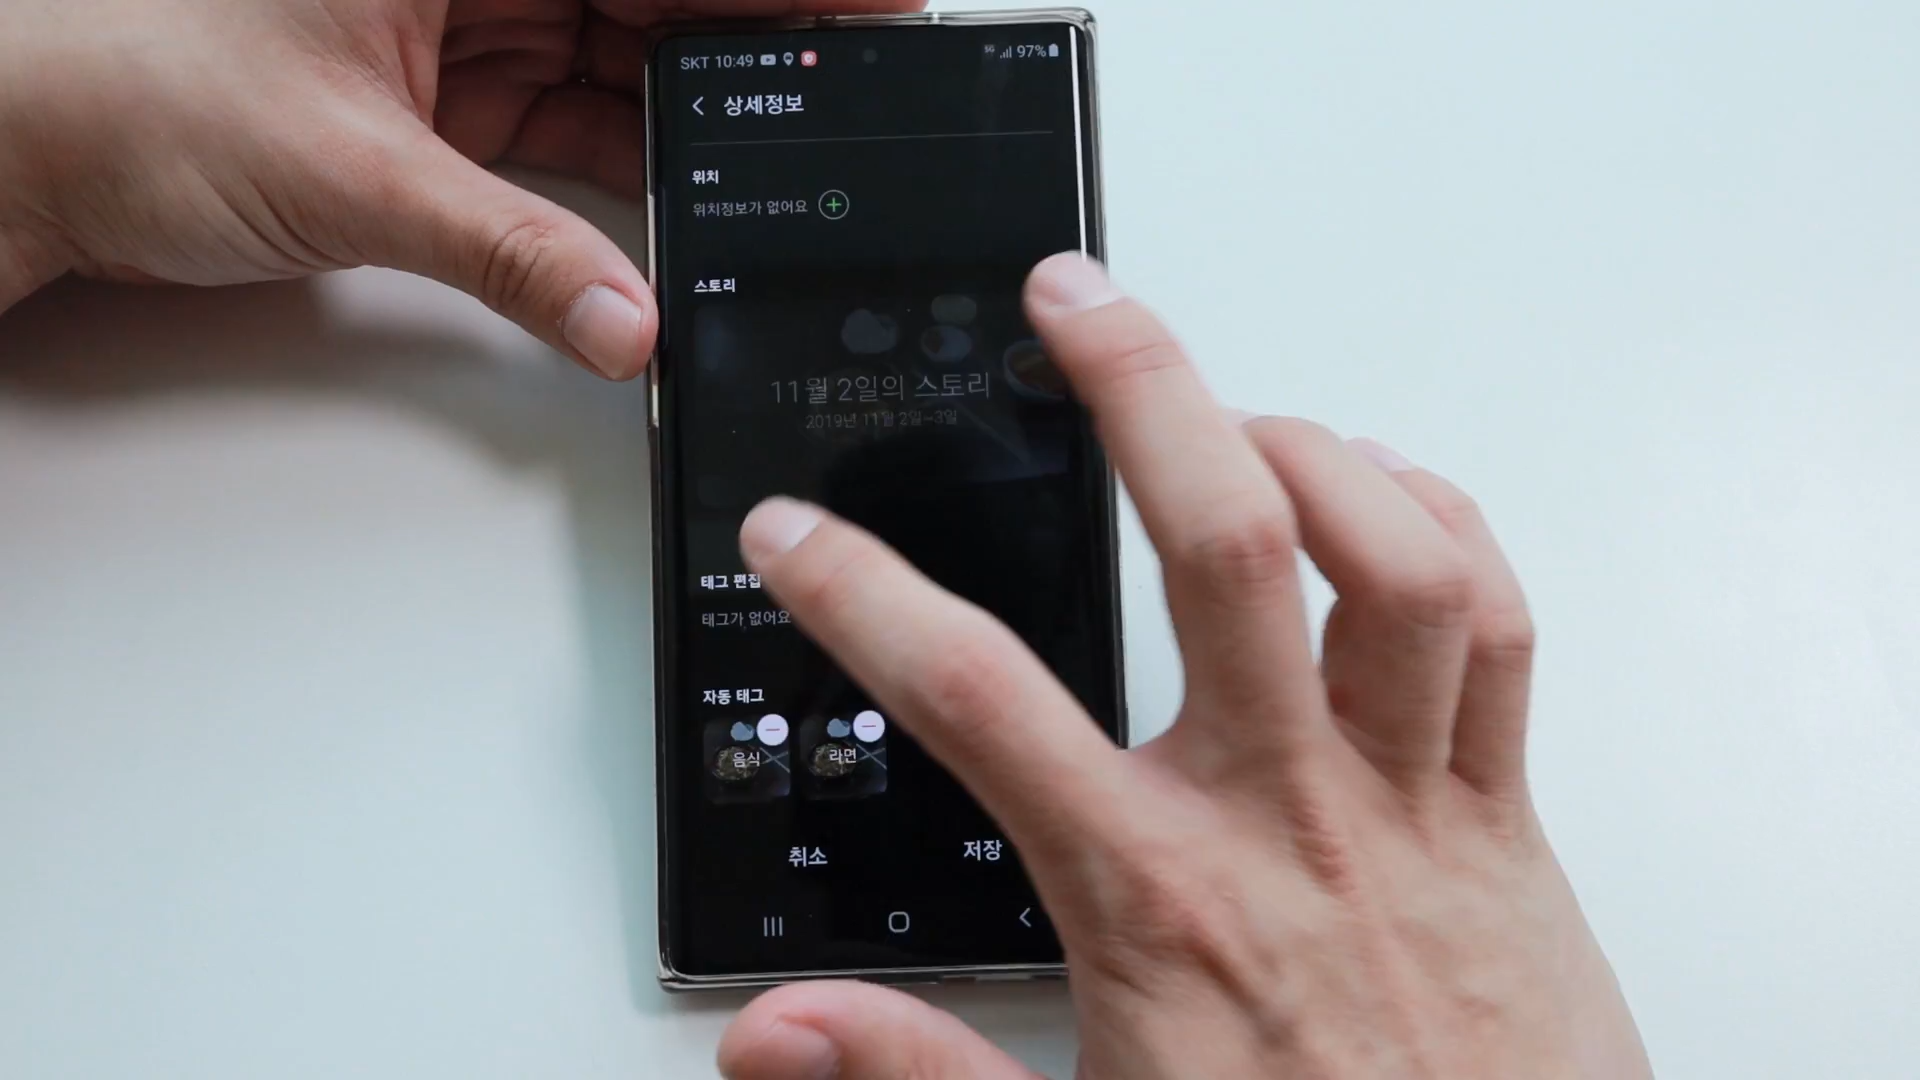 SKT 10:49
5G 97%
상세정보
위치
위치정보가 없어요
스토리
11월 2일의 스토리
2019년 11월 2일~3일
태그 편집
태그가 없어요
자동 태그
음식
라면
취소
저장